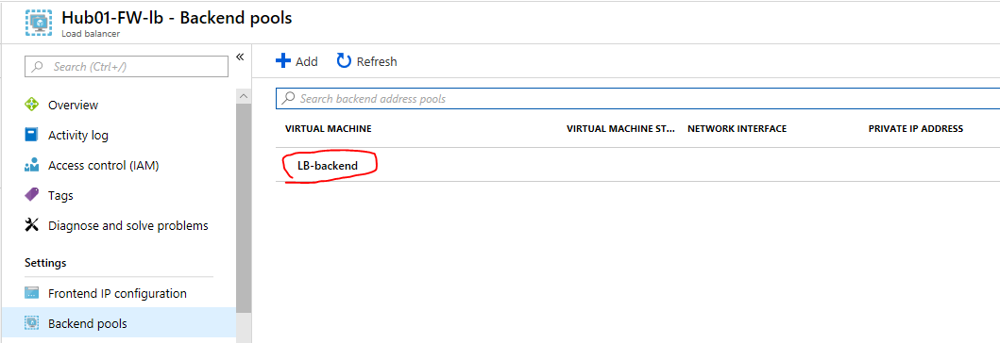 Hub01-FW-lb - Backend pools
Load balancer
Search (Ctrl+/)
«
Overview
Activity log
Access control (IAM)
Tags
Diagnose and solve problems
Settings
Frontend IP configuration
Backend pools
Add Refresh
Search backend address pools
VIRTUAL MACHINE VIRTUAL MACHINE ST... NETWORK INTERFACE PRIVATE IP ADDRESS
LB-backend